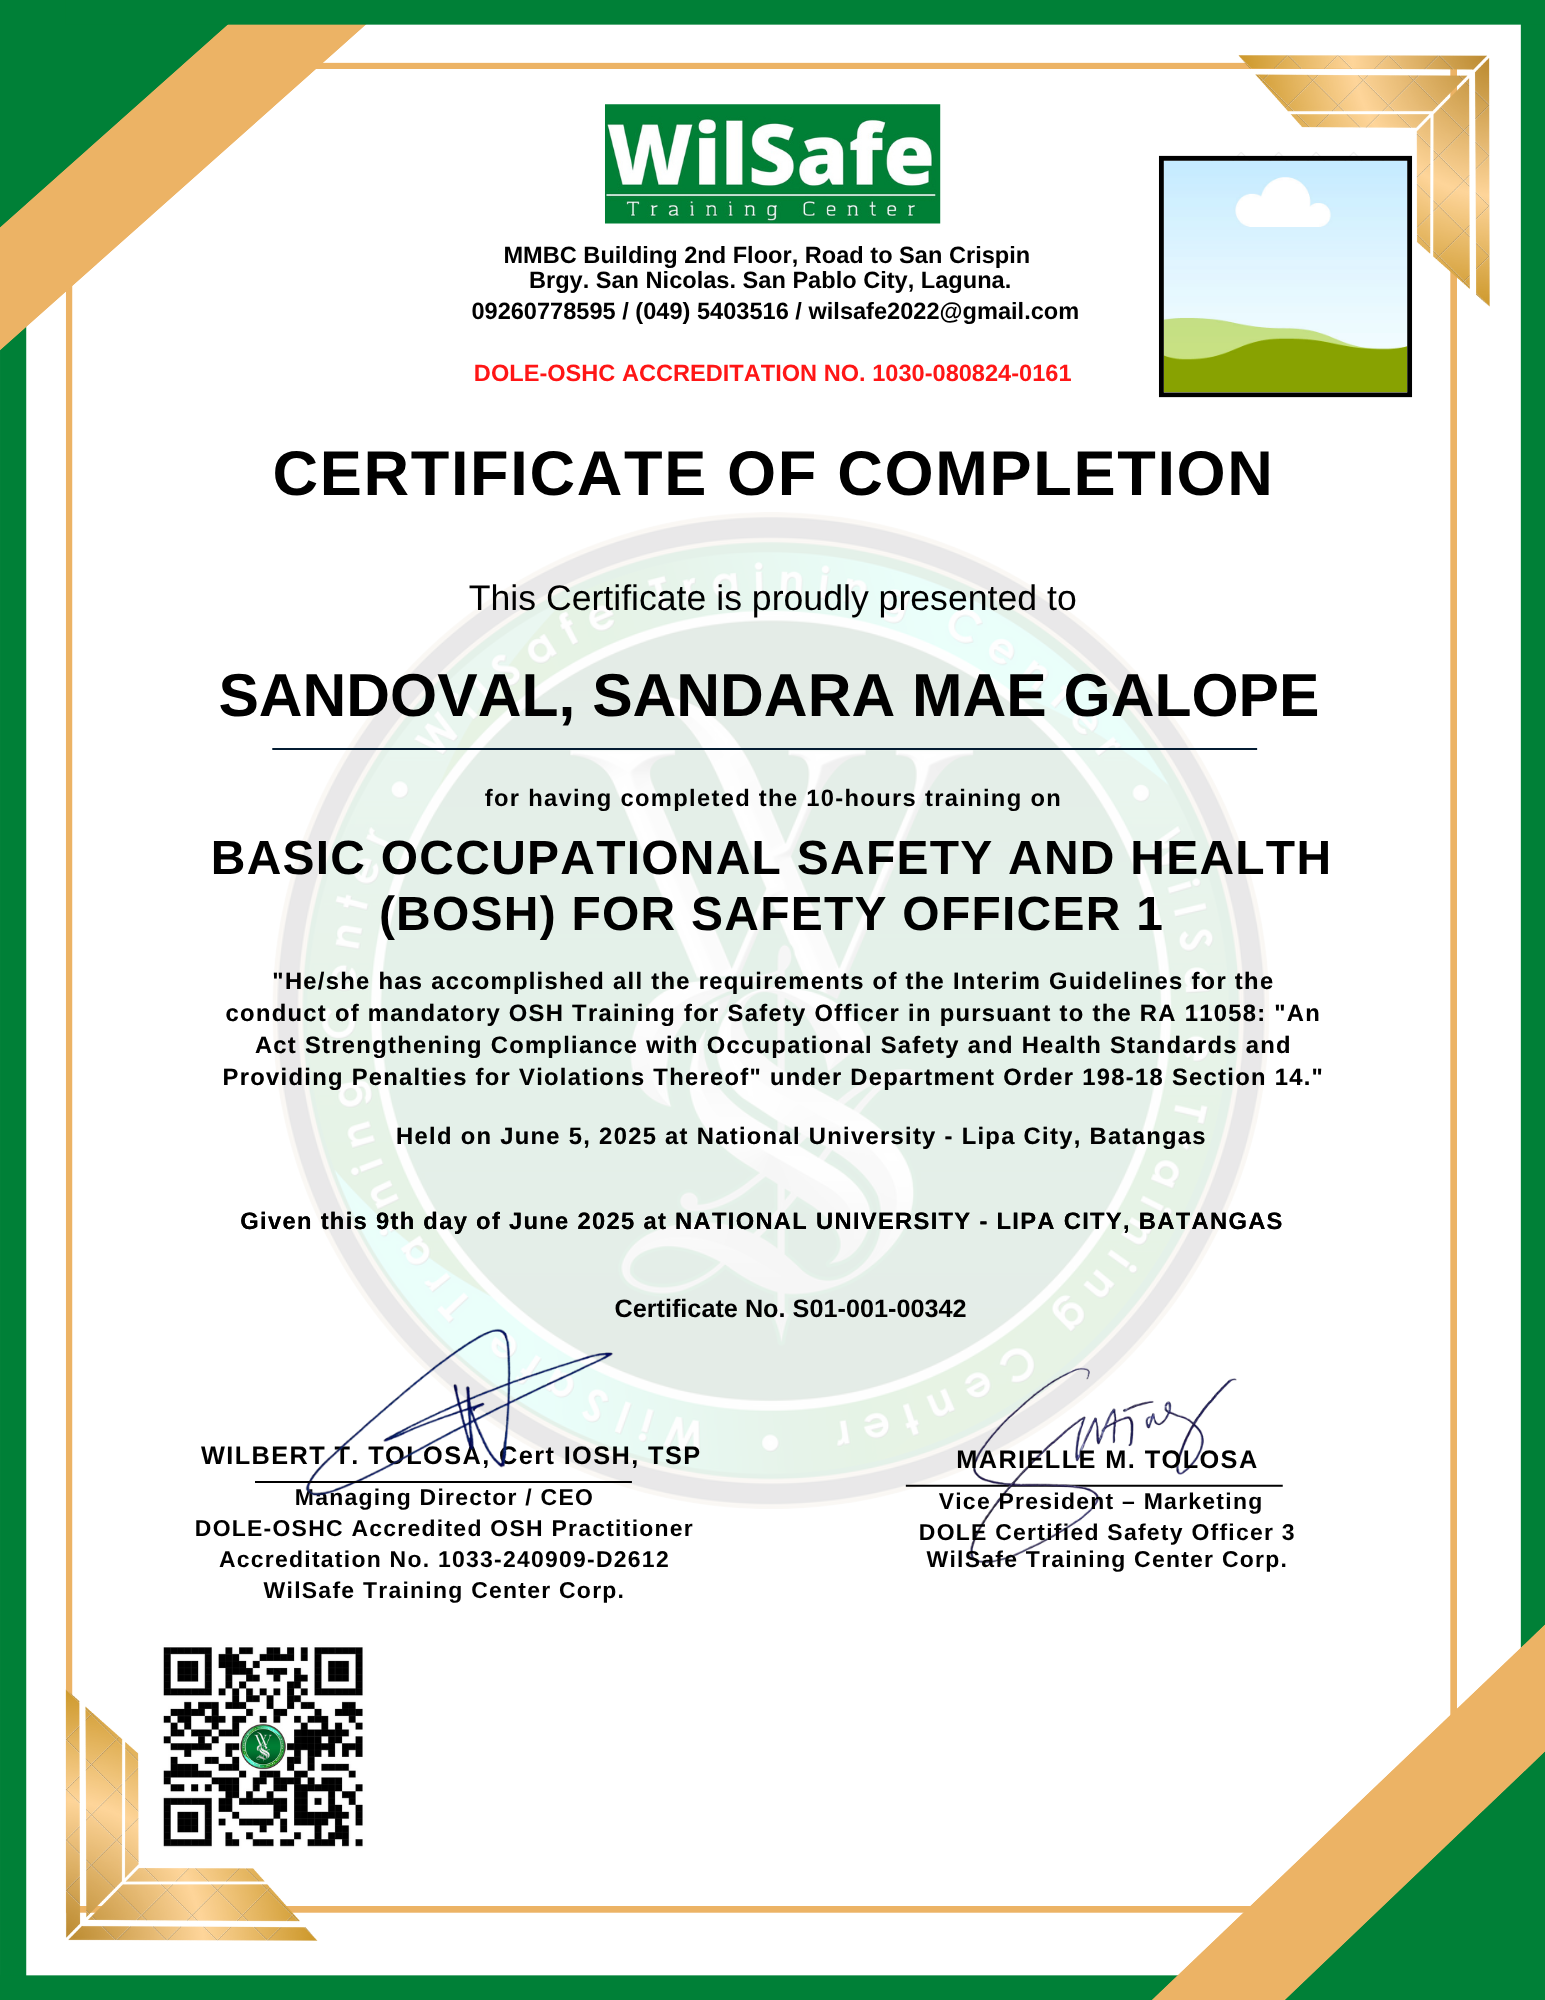 WilSafe
Training Center
MMBC Building 2nd Floor, Road to San Crispin
Brgy. San Nicolas. San Pablo City, Laguna.
09260778595 / (049) 5403516 / wilsafe2022@gmail.com
DOLE-OSHC ACCREDITATION NO. 1030-080824-0161
CERTIFICATE OF COMPLETION
This Certificate is proudly presented to
SANDOVAL, SANDARA MAE GALOPE
for having completed the 10-hours training on
BASIC OCCUPATIONAL SAFETY AND HEALTH
(BOSH) FOR SAFETY OFFICER 1
"He/she has accomplished all the requirements of the Interim Guidelines for the
conduct of mandatory OSH Training for Safety Officer in pursuant to the RA 11058: "An
Act Strengthening Compliance with Occupational Safety and Health Standards and
Providing Penalties for Violations Thereof" under Department Order 198-18 Section 14."
Held on June 5, 2025 at National University - Lipa City, Batangas
Given this 9th day of June 2025 at NATIONAL UNIVERSITY - LIPA CITY, BATANGAS
Certificate No. S01-001-00342
WILBERT T. TOLOSA, Cert IOSH, TSP
Managing Director / CEO
DOLE-OSHC Accredited OSH Practitioner
Accreditation No. 1033-240909-D2612
WilSafe Training Center Corp.
MARIELLE M. TOLOSA
Vice President – Marketing
DOLE Certified Safety Officer 3
WilSafe Training Center Corp.
WilSafe Training Center • WilSafe Training Center • WilSafe Training Center •